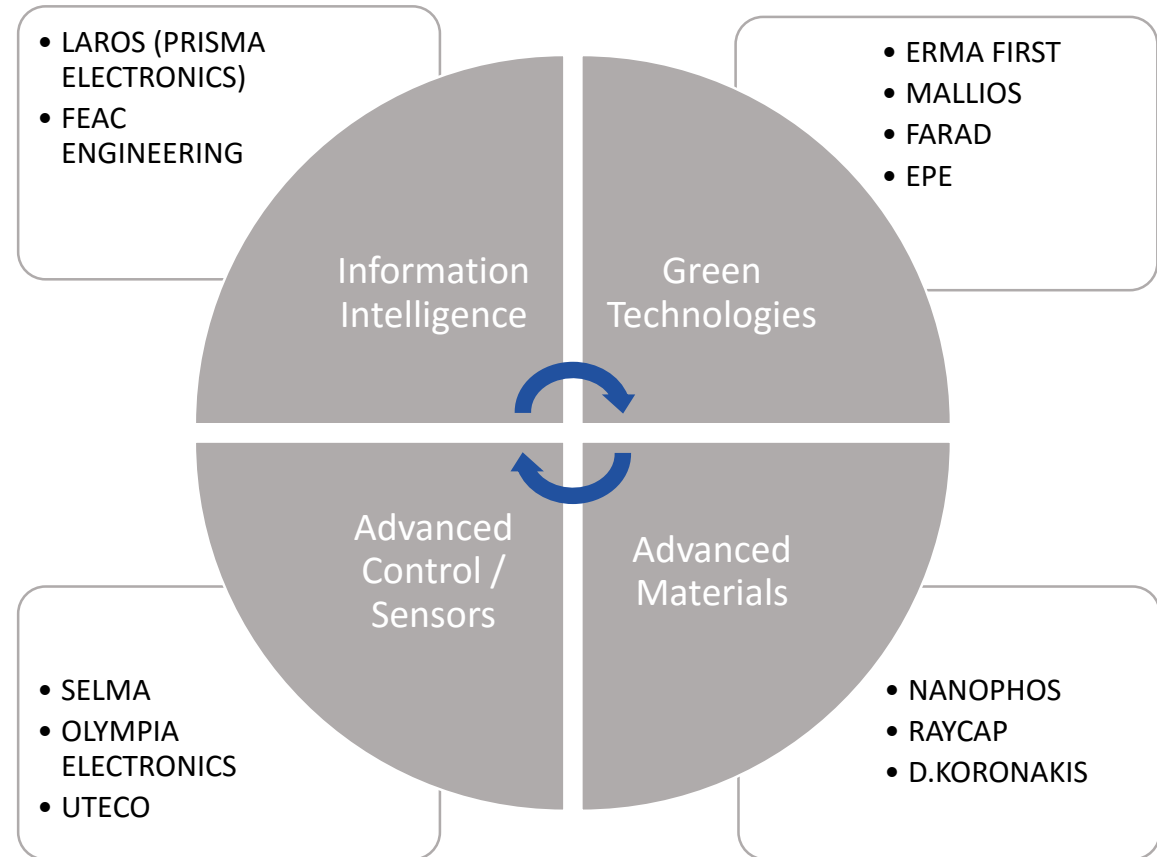 • LAROS (PRISMA
ELECTRONICS)
• FEAC
ENGINEERING
• ERMA FIRST
• MALLIOS
• FARAD
• EPE
Information
Intelligence
Green
Technologies
Advanced
Control /
Sensors
Advanced
Materials
• SELMA
• OLYMPIA
ELECTRONICS
• UTECO
• NANOPHOS
• RAYCAP
• D.KORONAKIS